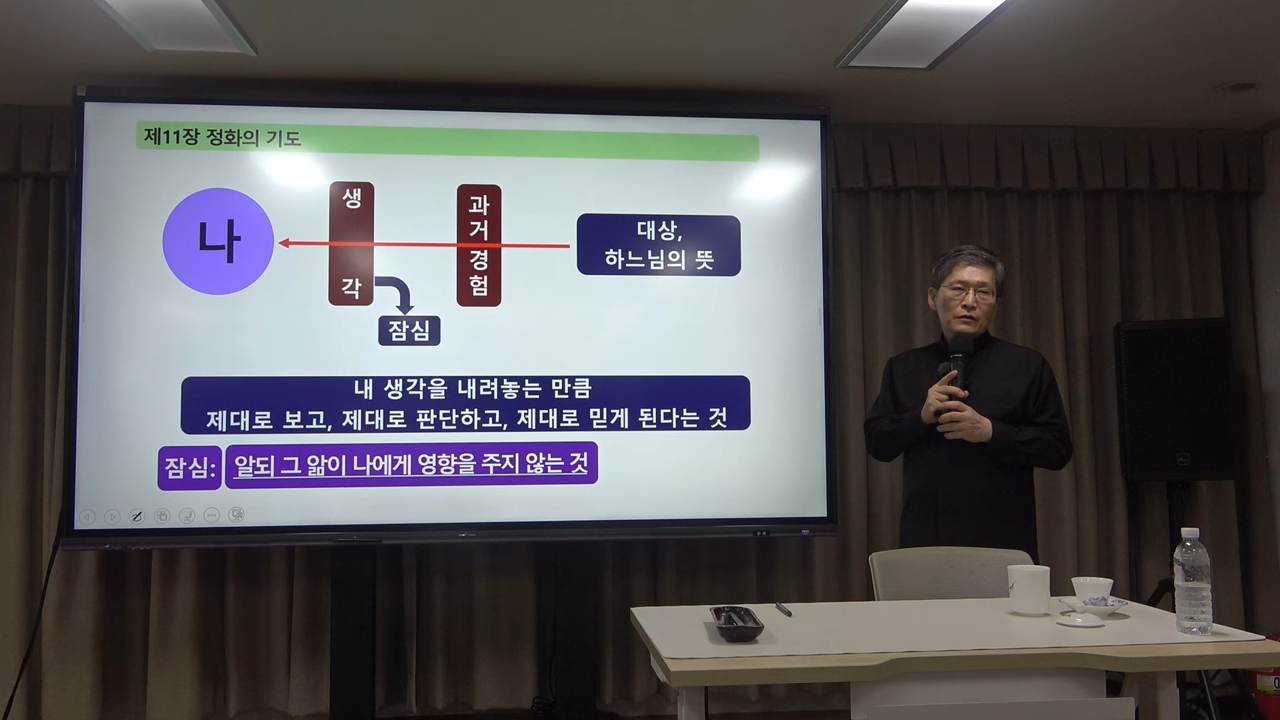 제11장 정화의 기도
나
생
각
과
거
경
험
대상,
하느님의 뜻
잠심
내 생각을 내려놓는 만큼
제대로 보고, 제대로 판단하고, 제대로 믿게 된다는 것
잠심:
알되 그 앎이 나에게 영향을 주지 않는 것